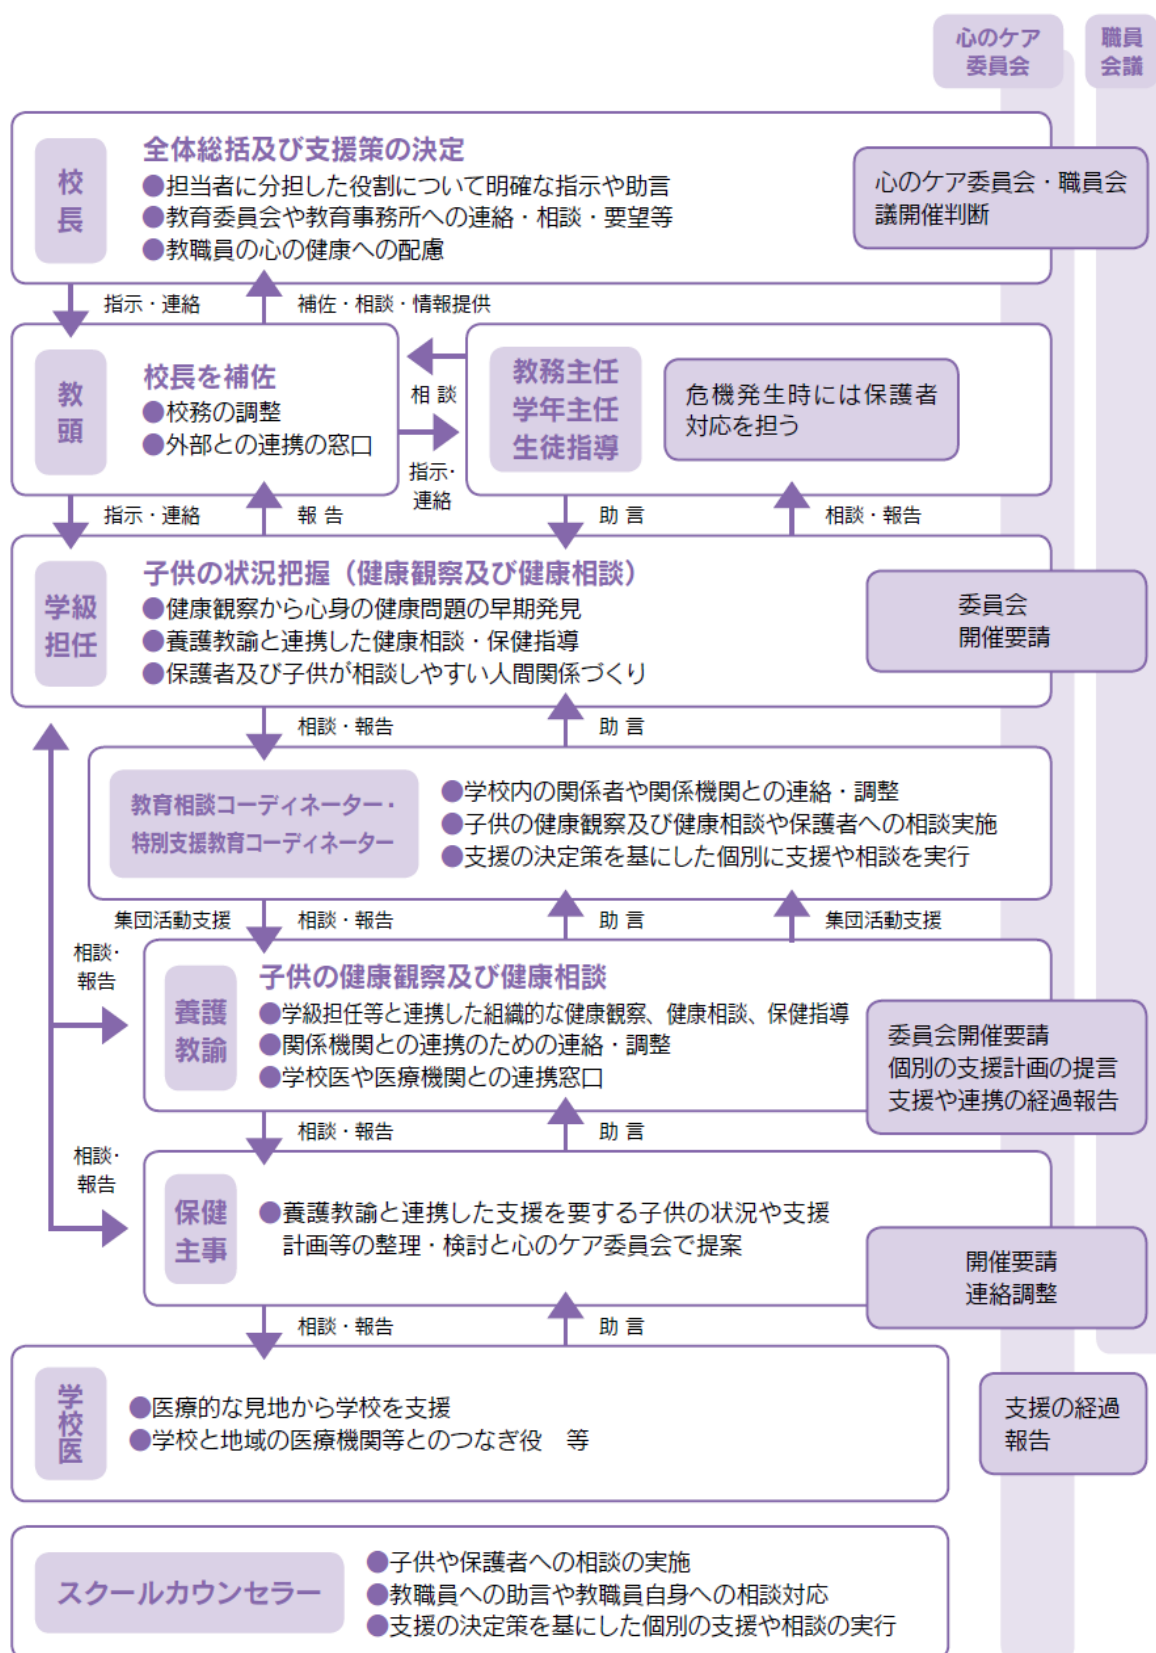 心のケア
委員会
職員
会議
校長
全体総括及び支援策の決定
●担当者に分担した役割について明確な指示や助言
●教育委員会や教育事務所への連絡・相談・要望等
●教職員の心の健康への配慮
心のケア委員会・職員会
議開催判断
指示・連絡
補佐・相談・情報提供
教頭
校長を補佐
●校務の調整
●外部との連携の窓口
相 談
指示・
連絡
教務主任
学年主任
生徒指導
危機発生時には保護者
対応を担う
指示・連絡
報 告
助 言
相談・報告
学級
担任
子供の状況把握（健康観察及び健康相談）
●健康観察から心身の健康問題の早期発見
●養護教諭と連携した健康相談・保健指導
●保護者及び子供が相談しやすい人間関係づくり
委員会
開催要請
相談・報告
助 言
教育相談コーディネーター・
特別支援教育コーディネーター
●学校内の関係者や関係機関との連絡・調整
●子供の健康観察及び健康相談や保護者への相談実施
●支援の決定策を基にした個別に支援や相談を実行
集団活動支援
相談・報告
助 言
集団活動支援
相談・
報告
養護
教諭
子供の健康観察及び健康相談
●学級担任等と連携した組織的な健康観察、健康相談、保健指導
●関係機関との連携のための連絡・調整
●学校医や医療機関との連携窓口
委員会開催要請
個別の支援計画の提言
支援や連携の経過報告
相談・報告
助 言
相談・
報告
保健
主事
●養護教諭と連携した支援を要する子供の状況や支援
計画等の整理・検討と心のケア委員会で提案
開催要請
連絡調整
相談・報告
助 言
学校医
●医療的な見地から学校を支援
●学校と地域の医療機関等とのつなぎ役　等
支援の経過
報告
スクールカウンセラー
●子供や保護者への相談の実施
●教職員への助言や教職員自身への相談対応
●支援の決定策を基にした個別の支援や相談の実行